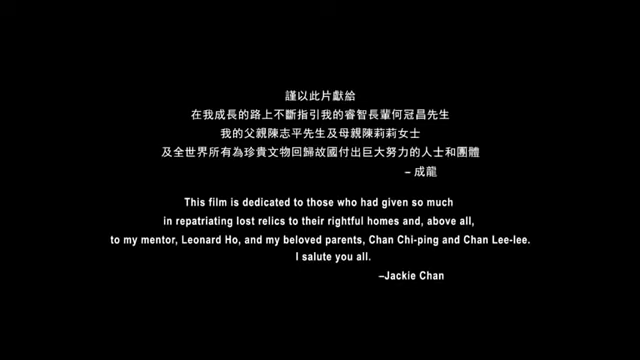 謹以此片獻給
在我成長的路上不斷指引我的睿智長輩何冠昌先生
我的父親陳志平先生及母親陳莉莉女士
及全世界所有為珍貴文物回歸故國付出巨大努力的人士和團體
– 成龍
This film is dedicated to those who had given so much
in repatriating lost relics to their rightful homes and, above all,
to my mentor, Leonard Ho, and my beloved parents, Chan Chi-ping and Chan Lee-lee.
I salute you all.
–Jackie Chan